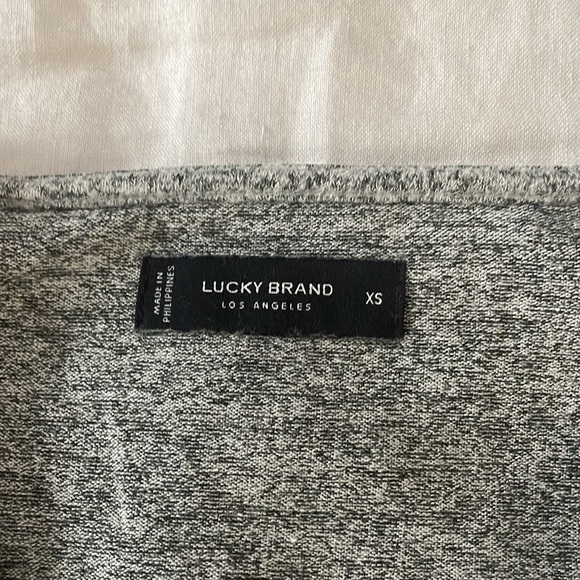 MADE IN
PHILIPPINES
LUCKY BRAND
LOS ANGELES
XS